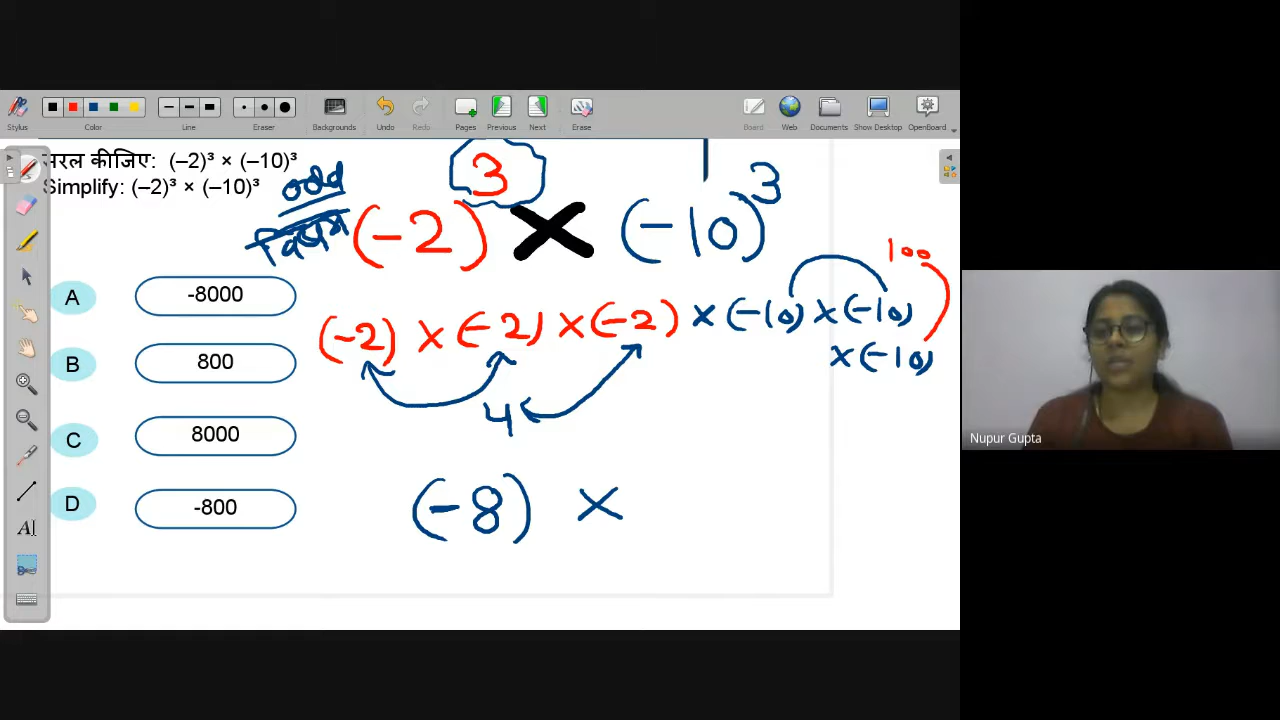 Stylus
Color
Line
Eraser
Backgrounds
Undo
Redo
Pages
Previous
Next
Erase
Board
Web
Documents
Show Desktop
OpenBoard
सरल कीजिए: (–2)³ × (–10)³
Simplify: (–2)³ × (–10)³
odd
(-2)³ × (-10)³
100
(-2) × (-2) × (-2) × (-10) × (-10)
× (-10)
4
(-8) ×
A -8000
B 800
C 8000
D -800
Nupur Gupta